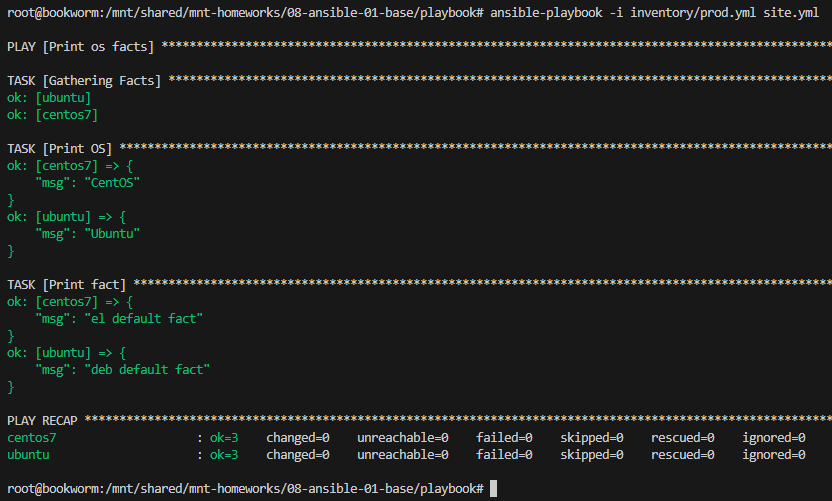 root@bookworm:/mnt/shared/mnt-homeworks/08-ansible-01-base/playbook# ansible-playbook -i inventory/prod.yml site.yml
PLAY [Print os facts] ******************************************************************************************************
TASK [Gathering Facts] *****************************************************************************************************
ok: [ubuntu]
ok: [centos7]
TASK [Print OS] ************************************************************************************************************
ok: [centos7] => {
    "msg": "CentOS"
}
ok: [ubuntu] => {
    "msg": "Ubuntu"
}
TASK [Print fact] **********************************************************************************************************
ok: [centos7] => {
    "msg": "el default fact"
}
ok: [ubuntu] => {
    "msg": "deb default fact"
}
PLAY RECAP *****************************************************************************************************************
centos7                    : ok=3    changed=0    unreachable=0    failed=0    skipped=0    rescued=0    ignored=0
ubuntu                     : ok=3    changed=0    unreachable=0    failed=0    skipped=0    rescued=0    ignored=0
root@bookworm:/mnt/shared/mnt-homeworks/08-ansible-01-base/playbook#